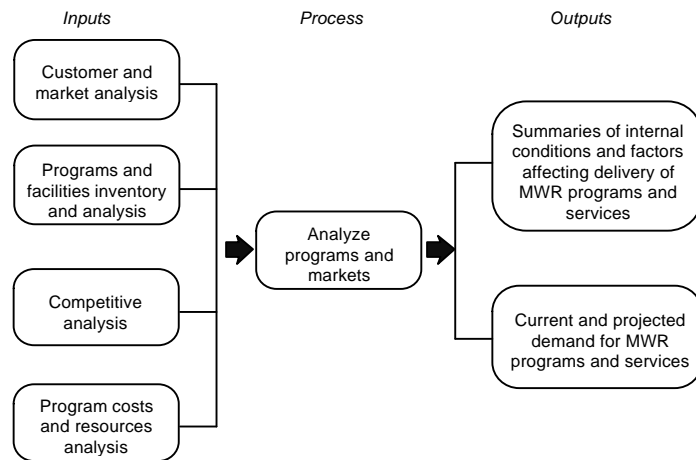 Inputs
Process
Outputs
Customer and
market analysis
Programs and
facilities inventory
and analysis
Competitive
analysis
Program costs
and resources
analysis
Analyze
programs and
markets
Summaries of internal
conditions and factors
affecting delivery of
MWR programs and
services
Current and projected
demand for MWR
programs and services